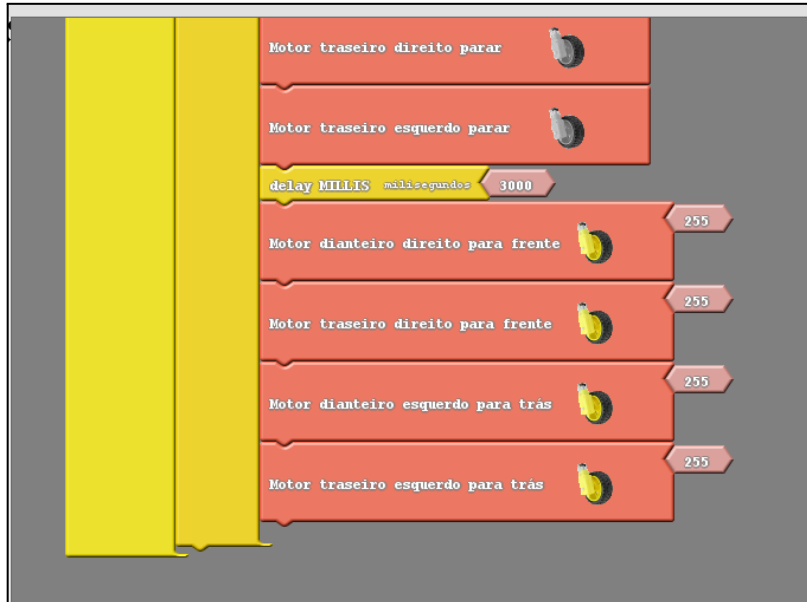 Motor traseiro direito parar
Motor traseiro esquerdo parar
delay MILLIS milisegundos 3000
Motor dianteiro direito para frente 255
Motor traseiro direito para frente 255
Motor dianteiro esquerdo para trás 255
Motor traseiro esquerdo para trás 255